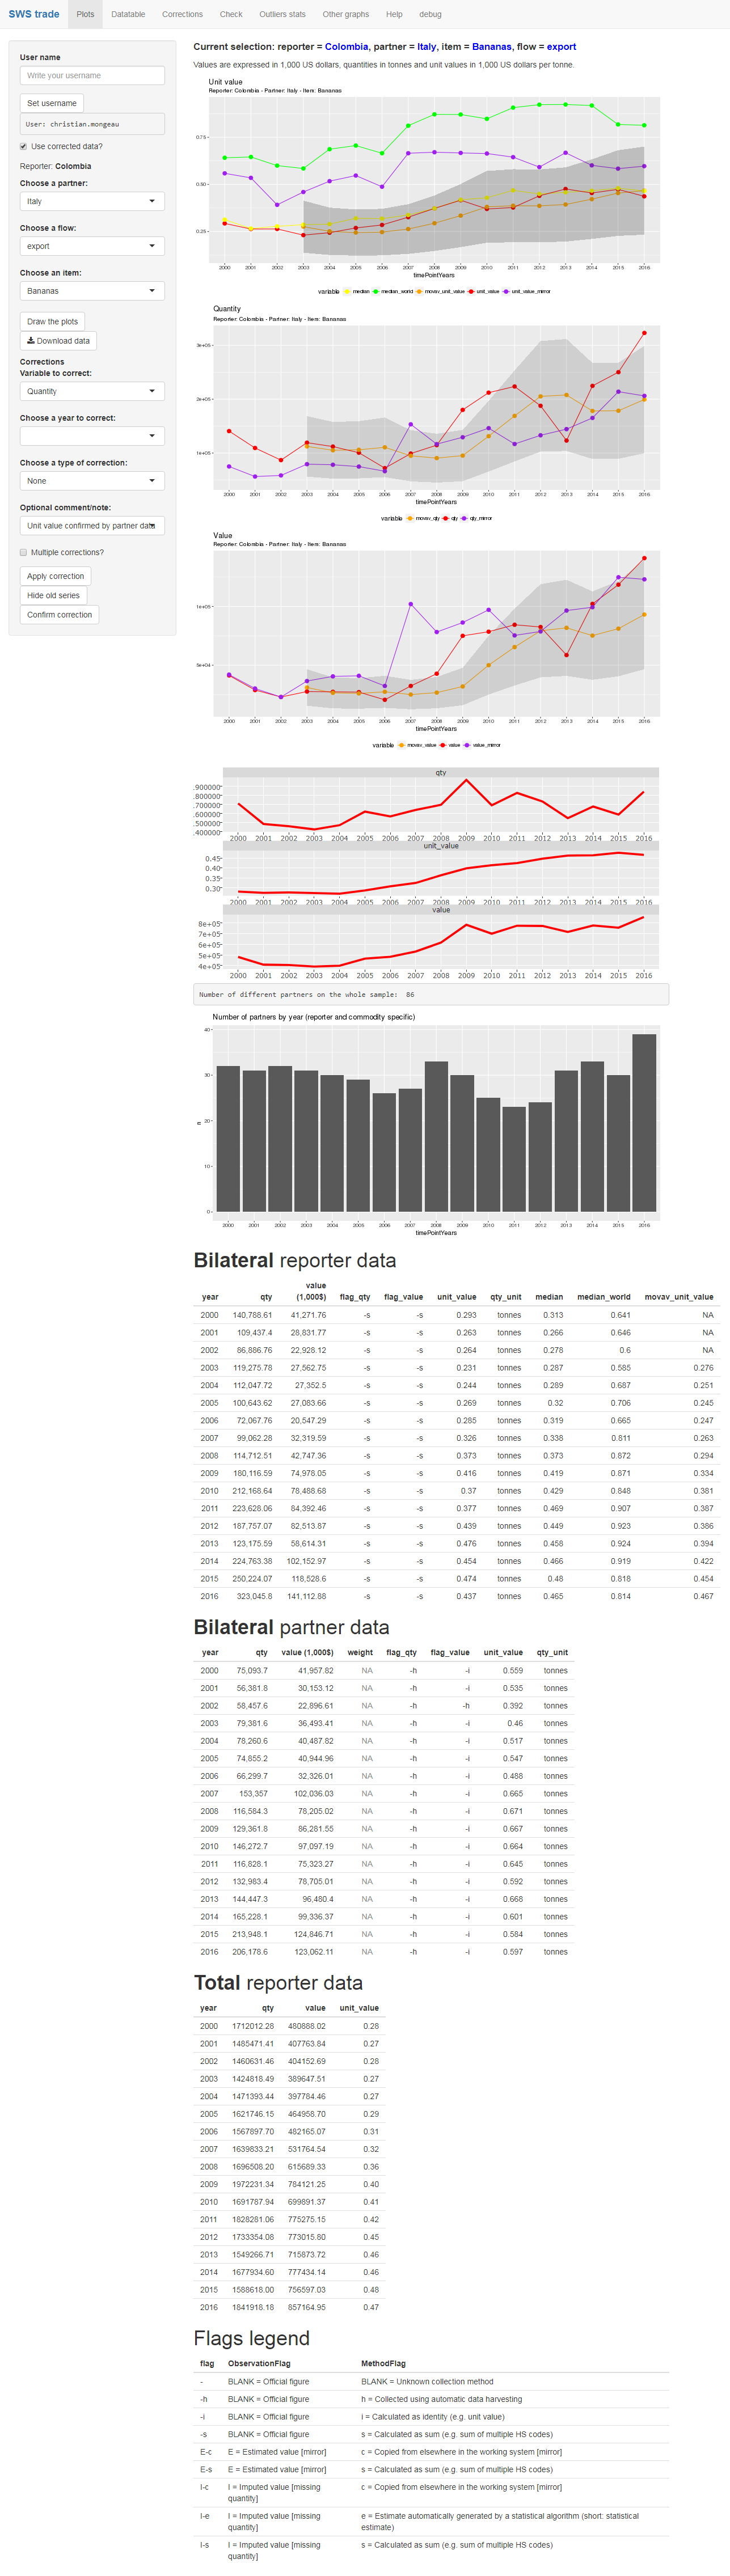 SWS trade Plots Datatable Corrections Check Outliers stats Other graphs Help debug
User name
Write your username
Set username
User: christian.mongeau
Use corrected data?
Reporter: Colombia
Choose a partner:
Italy
Choose a flow:
export
Choose an item:
Bananas
Draw the plots
Download data
Corrections
Variable to correct:
Quantity
Choose a year to correct:
Choose a type of correction:
None
Optional comment/note:
Unit value confirmed by partner data
Multiple corrections?
Apply correction
Hide old series
Confirm correction
Current selection: reporter = Colombia, partner = Italy, item = Bananas, flow = export
Values are expressed in 1,000 US dollars, quantities in tonnes and unit values in 1,000 US dollars per tonne.
Unit value
Reporter: Colombia - Partner: Italy - Item: Bananas
0.75
0.50
0.25
2000 2001 2002 2003 2004 2005 2006 2007 2008 2009 2010 2011 2012 2013 2014 2015 2016
timePointYears
variable median median_world movav_unit_value unit_value unit_value_mirror
Quantity
Reporter: Colombia - Partner: Italy - Item: Bananas
3e+05
2e+05
1e+05
2000 2001 2002 2003 2004 2005 2006 2007 2008 2009 2010 2011 2012 2013 2014 2015 2016
timePointYears
variable movav_qty qty qty_mirror
Value
Reporter: Colombia - Partner: Italy - Item: Bananas
1e+05
5e+04
2000 2001 2002 2003 2004 2005 2006 2007 2008 2009 2010 2011 2012 2013 2014 2015 2016
timePointYears
variable movav_value value value_mirror
qty
.900000
.800000
.700000
.600000
.500000
.400000
2000 2001 2002 2003 2004 2005 2006 2007 2008 2009 2010 2011 2012 2013 2014 2015 2016
unit_value
0.45
0.40
0.35
0.30
2000 2001 2002 2003 2004 2005 2006 2007 2008 2009 2010 2011 2012 2013 2014 2015 2016
value
8e+05
7e+05
6e+05
5e+05
4e+05
2000 2001 2002 2003 2004 2005 2006 2007 2008 2009 2010 2011 2012 2013 2014 2015 2016
Number of different partners on the whole sample: 86
Number of partners by year (reporter and commodity specific)
40
30
20
10
0
n
2000 2001 2002 2003 2004 2005 2006 2007 2008 2009 2010 2011 2012 2013 2014 2015 2016
timePointYears
Bilateral reporter data
year qty value (1,000$) flag_qty flag_value unit_value qty_unit median median_world movav_unit_value
2000 140,788.61 41,271.76 -s -s 0.293 tonnes 0.313 0.641 NA
2001 109,437.4 28,831.77 -s -s 0.263 tonnes 0.266 0.646 NA
2002 86,886.76 22,928.12 -s -s 0.264 tonnes 0.278 0.6 NA
2003 119,275.78 27,562.75 -s -s 0.231 tonnes 0.287 0.585 0.276
2004 112,047.72 27,352.5 -s -s 0.244 tonnes 0.289 0.687 0.251
2005 100,643.62 27,083.66 -s -s 0.269 tonnes 0.32 0.706 0.245
2006 72,067.76 20,547.29 -s -s 0.285 tonnes 0.319 0.665 0.247
2007 99,062.28 32,319.59 -s -s 0.326 tonnes 0.338 0.811 0.263
2008 114,712.51 42,747.36 -s -s 0.373 tonnes 0.373 0.872 0.294
2009 180,116.59 74,978.05 -s -s 0.416 tonnes 0.419 0.871 0.334
2010 212,168.64 78,488.68 -s -s 0.37 tonnes 0.429 0.848 0.381
2011 223,628.06 84,392.46 -s -s 0.377 tonnes 0.469 0.907 0.387
2012 187,757.07 82,513.87 -s -s 0.439 tonnes 0.449 0.923 0.386
2013 123,175.59 58,614.31 -s -s 0.476 tonnes 0.458 0.924 0.394
2014 224,763.38 102,152.97 -s -s 0.454 tonnes 0.466 0.919 0.422
2015 250,224.07 118,528.6 -s -s 0.474 tonnes 0.48 0.818 0.454
2016 323,045.8 141,112.88 -s -s 0.437 tonnes 0.465 0.814 0.467
Bilateral partner data
year qty value (1,000$) weight flag_qty flag_value unit_value qty_unit
2000 75,093.7 41,957.82 NA -h -i 0.559 tonnes
2001 56,381.8 30,153.12 NA -h -i 0.535 tonnes
2002 58,457.6 22,896.61 NA -h -h 0.392 tonnes
2003 79,381.6 36,493.41 NA -h -i 0.46 tonnes
2004 78,260.6 40,487.82 NA -h -i 0.517 tonnes
2005 74,855.2 40,944.96 NA -h -i 0.547 tonnes
2006 66,299.7 32,326.01 NA -h -i 0.488 tonnes
2007 153,357 102,036.03 NA -h -i 0.665 tonnes
2008 116,584.3 78,205.02 NA -h -i 0.671 tonnes
2009 129,361.8 86,281.55 NA -h -i 0.667 tonnes
2010 146,272.7 97,097.19 NA -h -i 0.664 tonnes
2011 116,828.1 75,323.27 NA -h -i 0.645 tonnes
2012 132,983.4 78,705.01 NA -h -i 0.592 tonnes
2013 144,447.3 96,480.4 NA -h -i 0.668 tonnes
2014 165,228.1 99,336.37 NA -h -i 0.601 tonnes
2015 213,948.1 124,846.71 NA -h -i 0.584 tonnes
2016 206,178.6 123,062.11 NA -h -i 0.597 tonnes
Total reporter data
year qty value unit_value
2000 1712012.28 480888.02 0.28
2001 1485471.41 407763.84 0.27
2002 1460631.46 404152.69 0.28
2003 1424818.49 389647.51 0.27
2004 1471393.44 397784.46 0.27
2005 1621746.15 464958.70 0.29
2006 1567897.70 482165.07 0.31
2007 1639833.21 531764.54 0.32
2008 1696508.20 615689.33 0.36
2009 1972231.34 784121.25 0.40
2010 1691787.94 699891.37 0.41
2011 1828281.06 775275.15 0.42
2012 1733354.08 773015.80 0.45
2013 1549266.71 715873.72 0.46
2014 1677934.60 777434.14 0.46
2015 1588618.00 756597.03 0.48
2016 1841918.18 857164.95 0.47
Flags legend
flag ObservationFlag MethodFlag
- BLANK = Official figure BLANK = Unknown collection method
-h BLANK = Official figure h = Collected using automatic data harvesting
-i BLANK = Official figure i = Calculated as identity (e.g. unit value)
-s BLANK = Official figure s = Calculated as sum (e.g. sum of multiple HS codes)
E-c E = Estimated value [mirror] c = Copied from elsewhere in the working system [mirror]
E-s E = Estimated value [mirror] s = Calculated as sum (e.g. sum of multiple HS codes)
I-c I = Imputed value [missing quantity] c = Copied from elsewhere in the working system [mirror]
I-e I = Imputed value [missing quantity] e = Estimate automatically generated by a statistical algorithm (short: statistical estimate)
I-s I = Imputed value [missing quantity] s = Calculated as sum (e.g. sum of multiple HS codes)